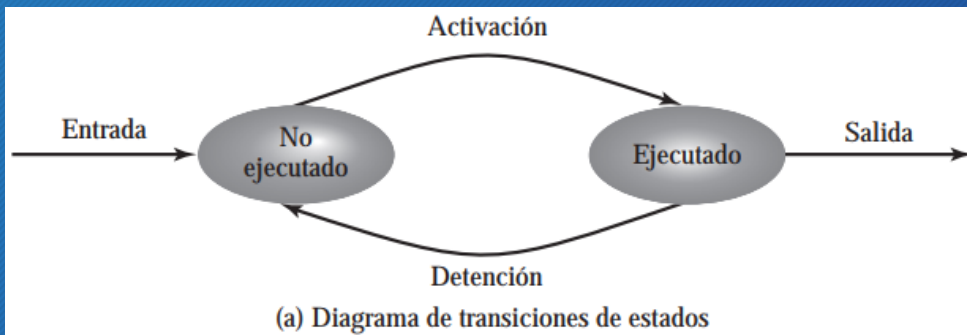 Activación
Entrada
No
ejecutado
Ejecutado
Salida
Detención
(a) Diagrama de transiciones de estados